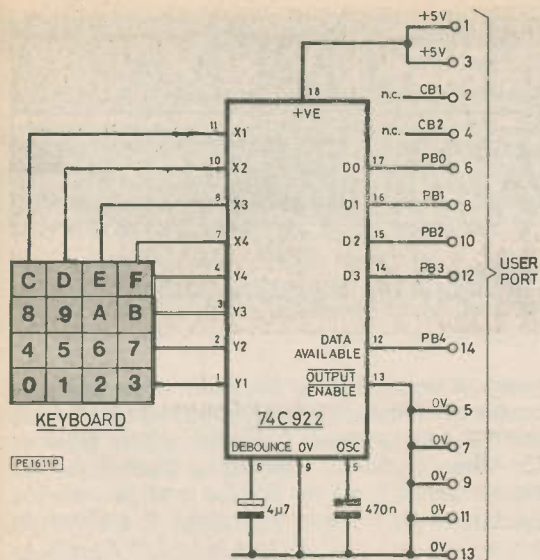 +5V 1
+5V 3
n.c. CB1 2
n.c. CB2 4
18
+VE
11 X1
10 X2
8 X3
7 X4
4 Y4
3 Y3
2 Y2
1 Y1
D0 17 PB0 6
D1 16 PB1 8
D2 15 PB2 10
D3 14 PB3 12
USER
PORT
DATA
AVAILABLE 12 PB4 14
OUTPUT
ENABLE 13
C D E F
8 9 A B
4 5 6 7
0 1 2 3
KEYBOARD
PE1611P
74C922
DEBOUNCE 0V OSC
6 9 5
4μ7 470n
0V 5
0V 7
0V 9
0V 11
0V 13